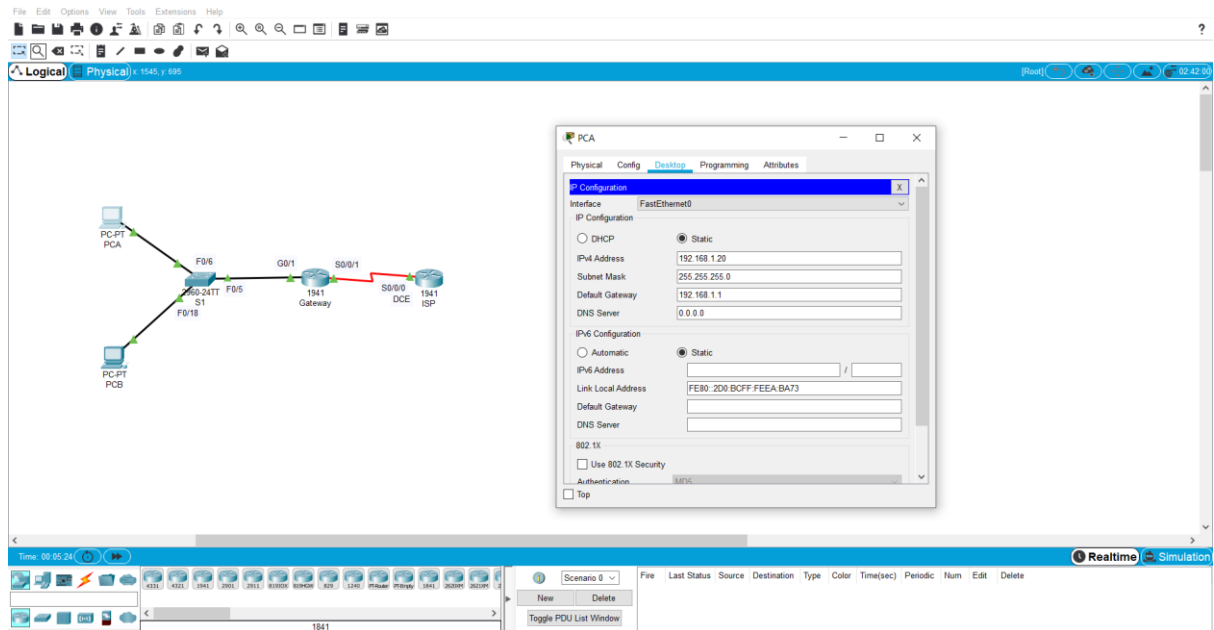 File Edit Options View Tools Extensions Help
?
Logical Physical x: 1545, y: 695 [Root] 02:42:00
PCA
Physical Config Desktop Programming Attributes
IP Configuration X
Interface FastEthernet0
IP Configuration
DHCP Static
IPv4 Address 192.168.1.20
Subnet Mask 255.255.255.0
Default Gateway 192.168.1.1
DNS Server 0.0.0.0
IPv6 Configuration
Automatic Static
IPv6 Address /
Link Local Address FE80::2D0:BCFF:FEEA:BA73
Default Gateway
DNS Server
802.1X
Use 802.1X Security
Authentication MD5
Top
PC-PT
PCA
F0/6
2960-24TT
S1
F0/5
F0/18
PC-PT
PCB
G0/1
S0/0/1
1941
Gateway
S0/0/0
DCE
1941
ISP
Time: 00:05:24 Realtime Simulation
4331 4321 1941 2901 2911 819IOX 819HGW 829 1240 PT-Router PT-Empty 1841 2620XM 2621XM
1841
Scenario 0
New Delete
Toggle PDU List Window
Fire Last Status Source Destination Type Color Time(sec) Periodic Num Edit Delete